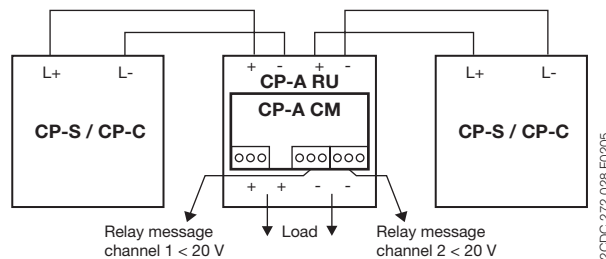 L+ L- + - + - L+ L-
CP-A RU
CP-S / CP-C CP-A CM CP-S / CP-C
+ + - -
Relay message Load Relay message
channel 1 < 20 V channel 2 < 20 V
2CDC 272 028 F0205